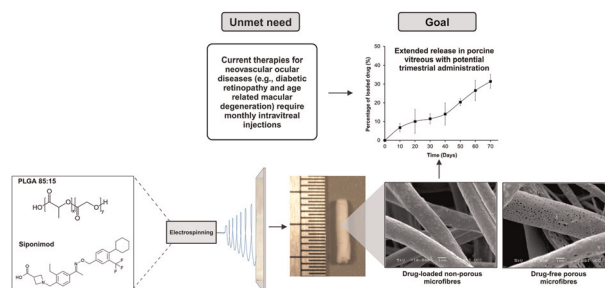 Unmet need
Goal
Current therapies for
neovascular ocular
diseases (e.g., diabetic
retinopathy and age
related macular
degeneration) require
monthly intravitreal
injections
Extended release in porcine
vitreous with potential
trimestrial administration
Percentage of loaded drug (%)
50
40
30
20
10
0
0 10 20 30 40 50 60 70
Time (Days)
PLGA 85:15
HO
O
O
O
O
H
x
y
Siponimod
HO
O
N
N
O
F
F
F
Electrospinning
Drug-loaded non-porous
microfibres
Drug-free porous
microfibres